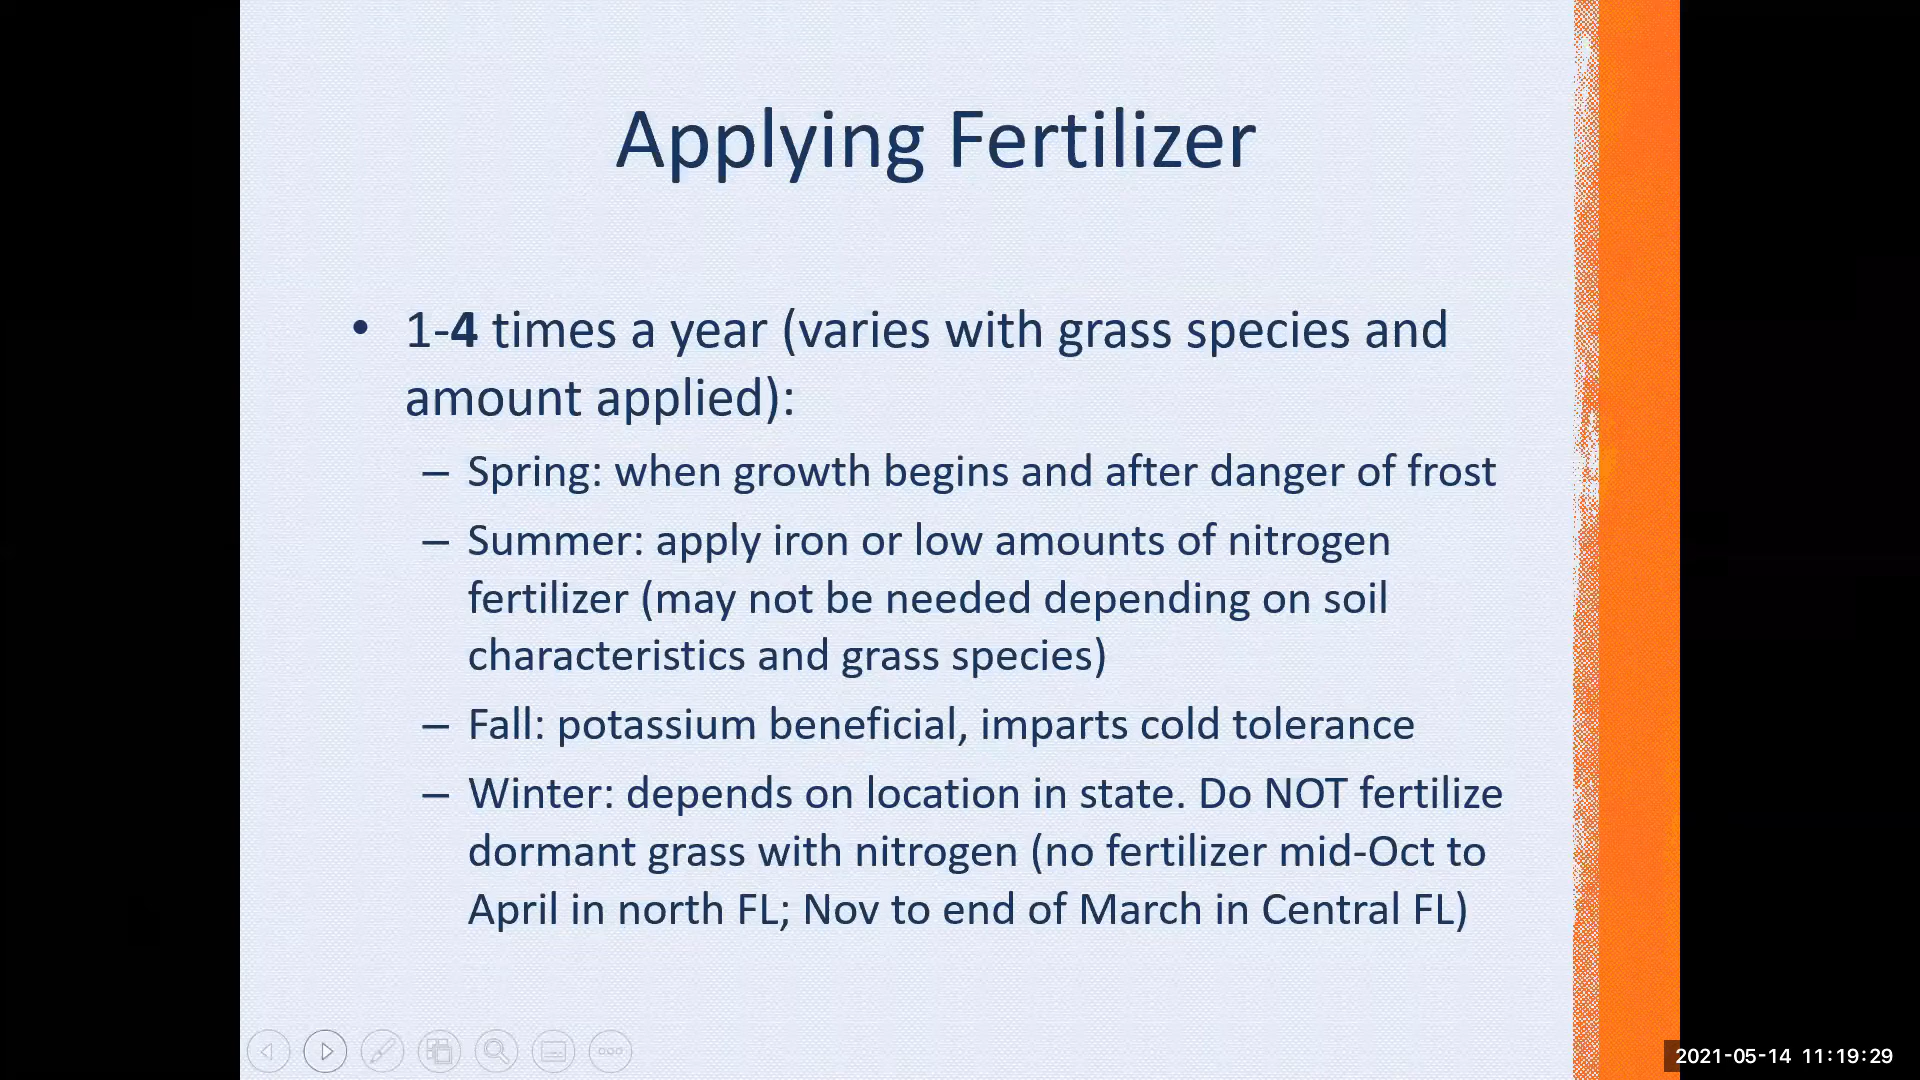 Applying Fertilizer
• 1-4 times a year (varies with grass species and
amount applied):
– Spring: when growth begins and after danger of frost
– Summer: apply iron or low amounts of nitrogen
fertilizer (may not be needed depending on soil
characteristics and grass species)
– Fall: potassium beneficial, imparts cold tolerance
– Winter: depends on location in state. Do NOT fertilize
dormant grass with nitrogen (no fertilizer mid-Oct to
April in north FL; Nov to end of March in Central FL)
2021-05-14 11:19:29